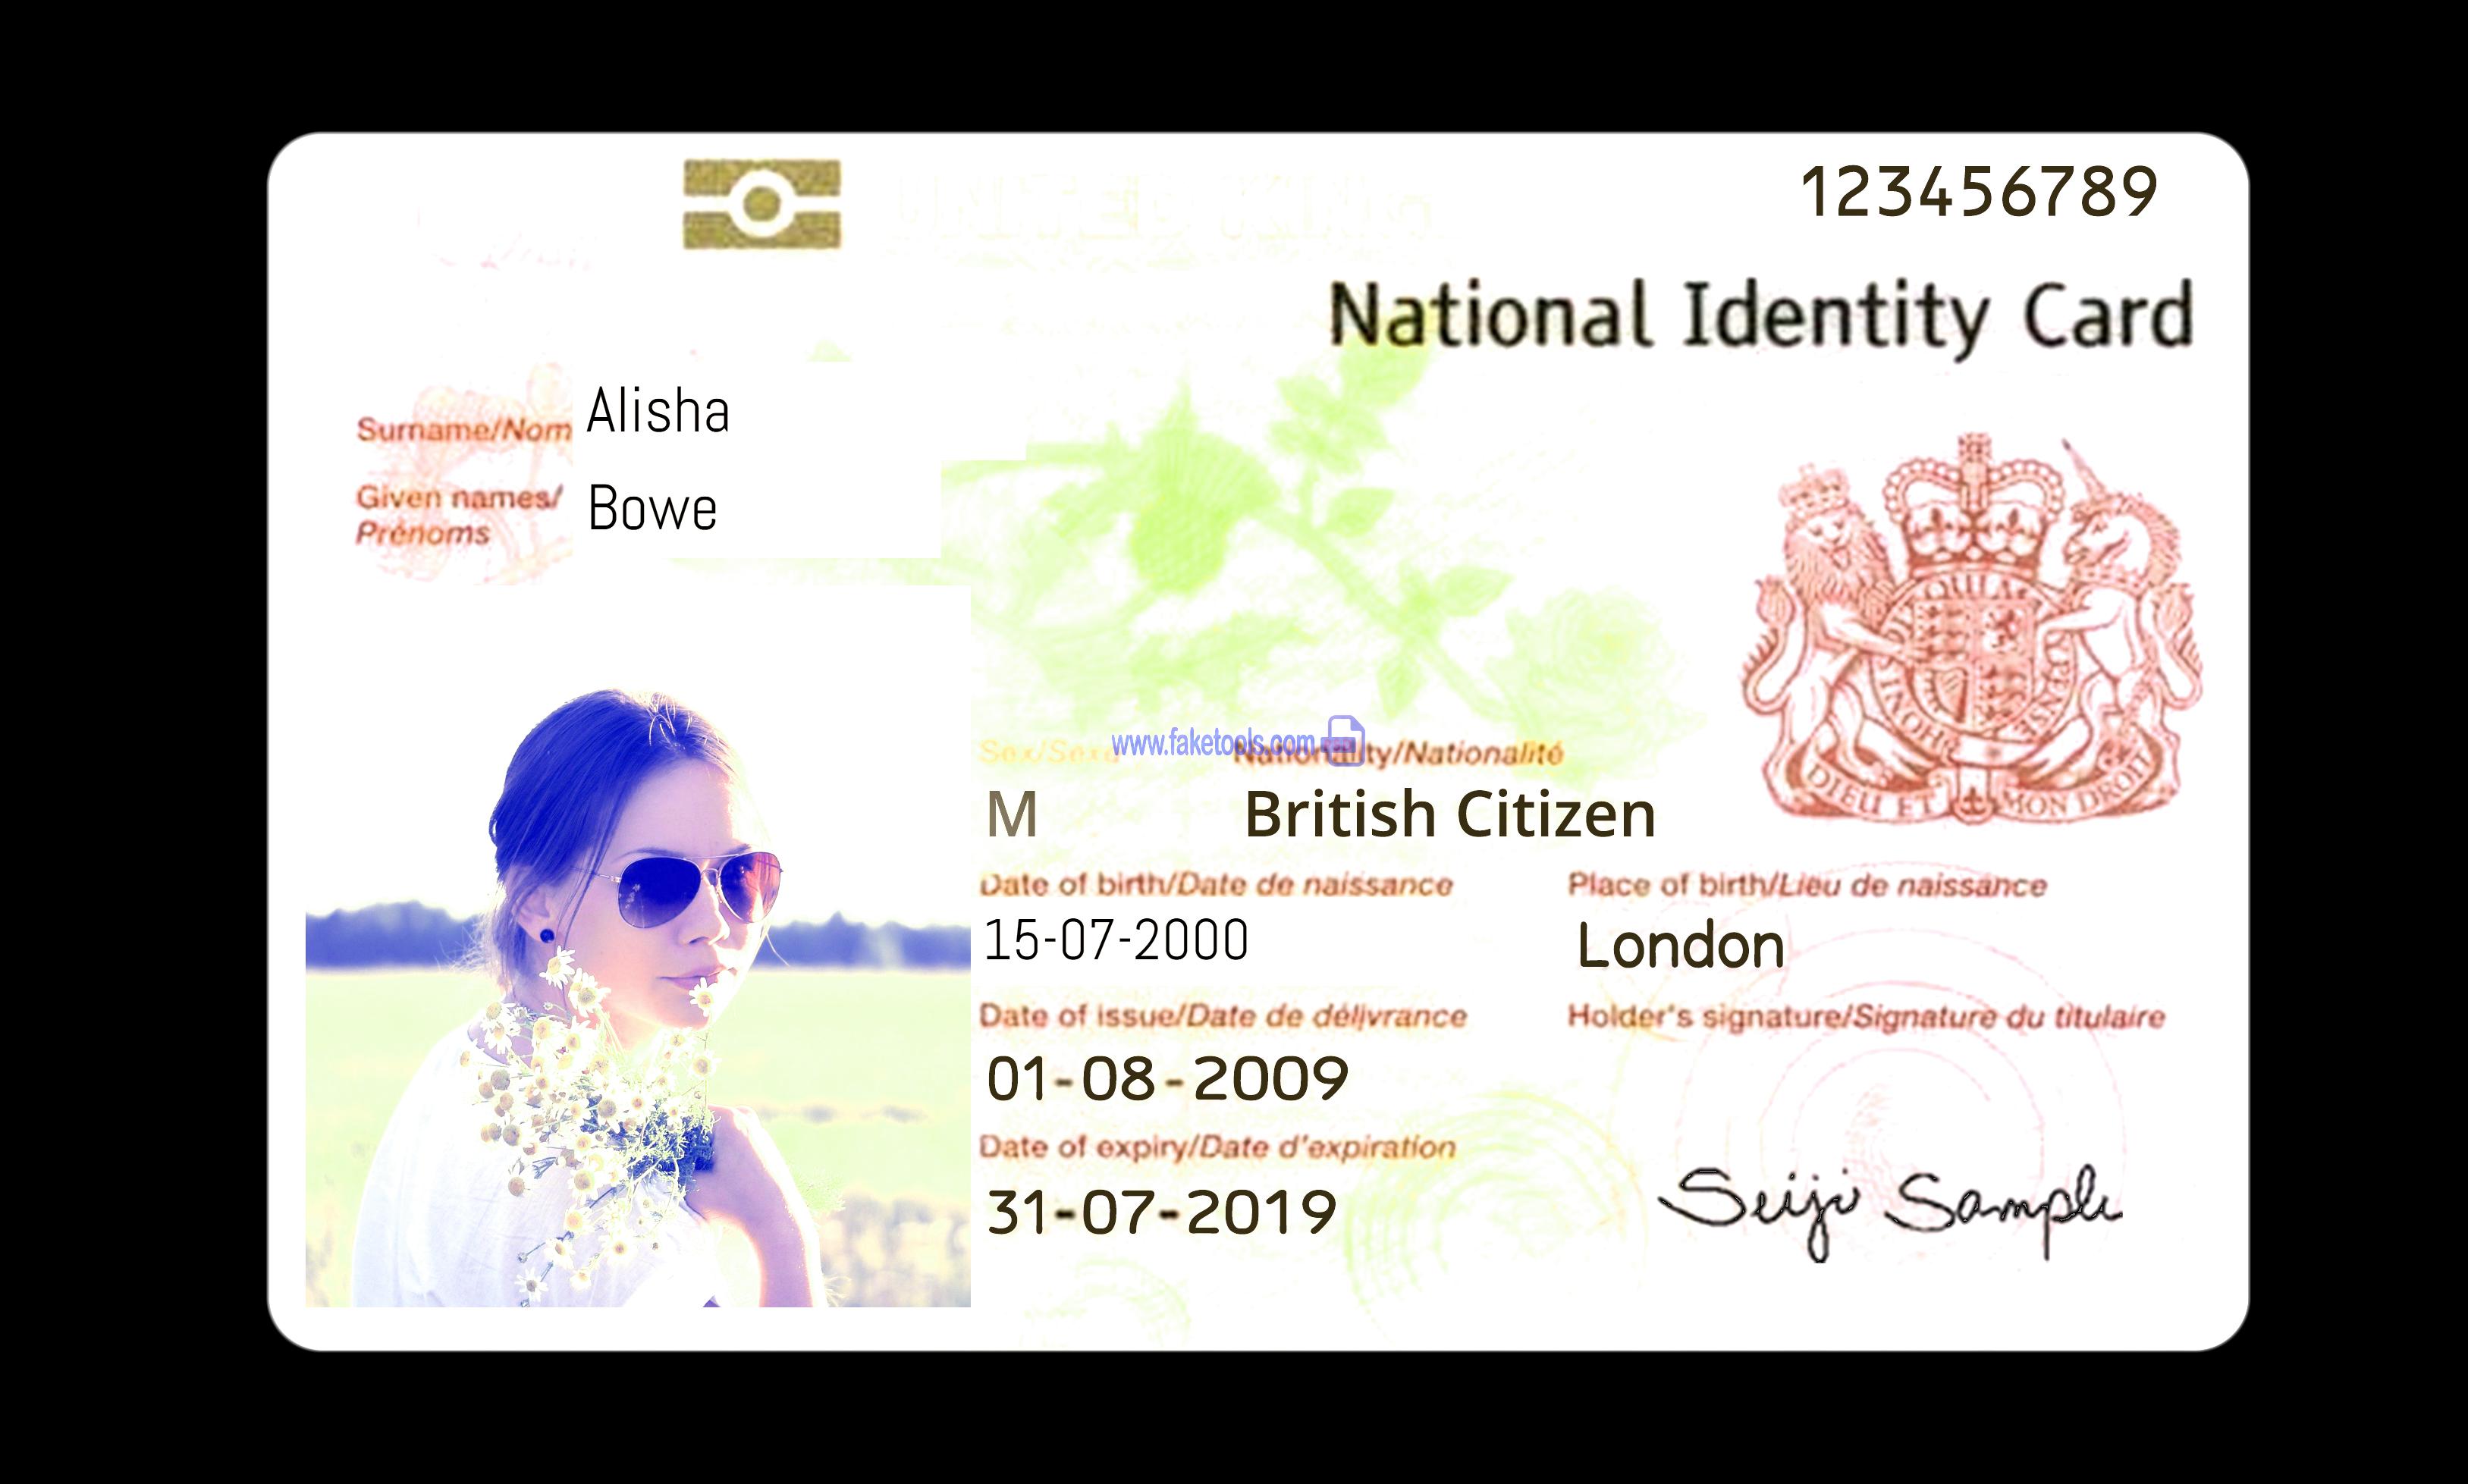 123456789
National Identity Card
Surname/Nom Alisha
Given names/ Bowe
Prénoms
www.faketools.com
Sex/Sexe Nationality/Nationalité
M British Citizen
Date of birth/Date de naissance Place of birth/Lieu de naissance
15-07-2000 London
Date of issue/Date de délivrance Holder's signature/Signature du titulaire
01-08-2009
Date of expiry/Date d'expiration
31-07-2019 Seiji Sample
DIEU ET MON DROIT